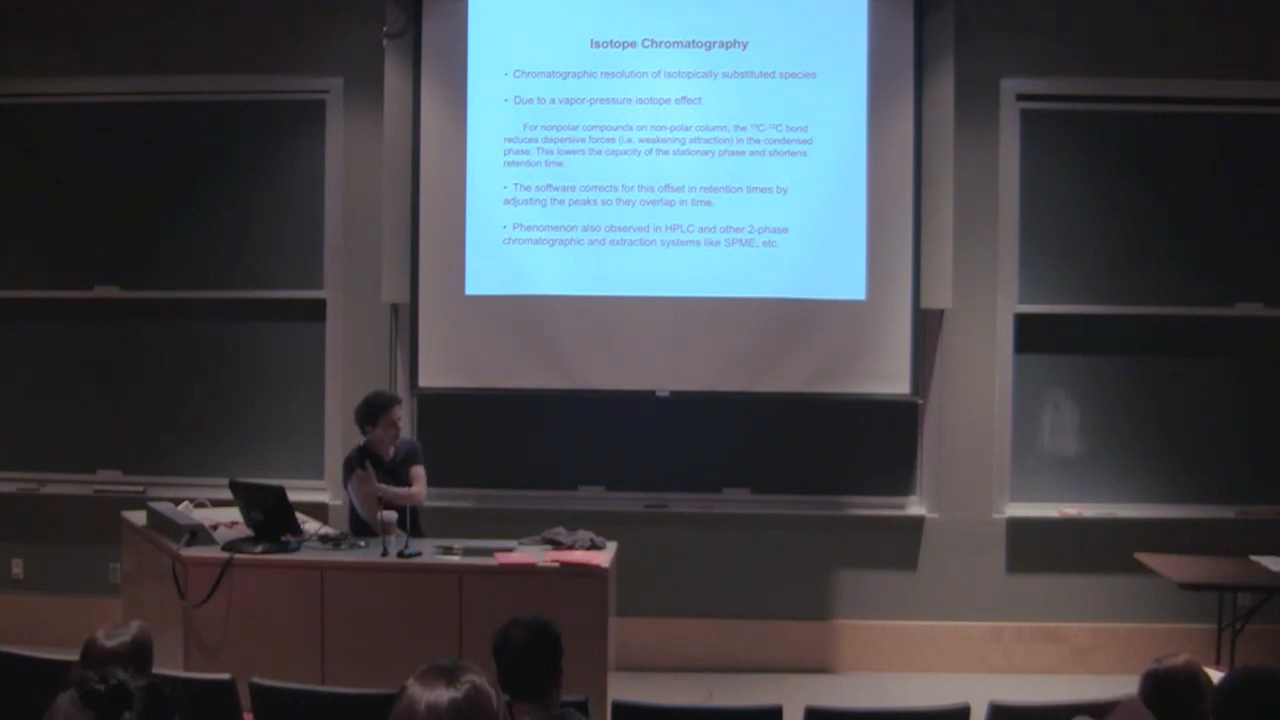 Isotope Chromatography
• Chromatographic resolution of isotopically substituted species
• Due to a vapor-pressure isotope effect
For nonpolar compounds on non-polar column, the ¹³C-¹²C bond
reduces dispersive forces (i.e. weakening attraction) in the condensed
phase. This lowers the capacity of the stationary phase and shortens
retention time.
• The software corrects for this offset in retention times by
adjusting the peaks so they overlap in time.
• Phenomenon also observed in HPLC and other 2-phase
chromatographic and extraction systems like SPME, etc.